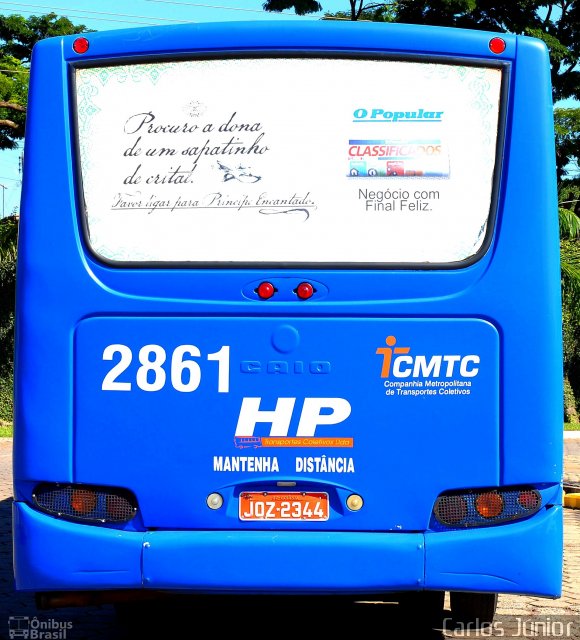 Procuro a dona
de um sapatinho
de cristal.
Favor ligar para Príncipe Encantado.
O Popular
CLASSIFICADOS
Negócio com
Final Feliz.
2861
CAIO
CMTC
Companhia Metropolitana
de Transportes Coletivos
HP
Transportes Coletivos Ltda
MANTENHA DISTÂNCIA
JQZ-2344
Ônibus
Brasil
Carlos Júnior